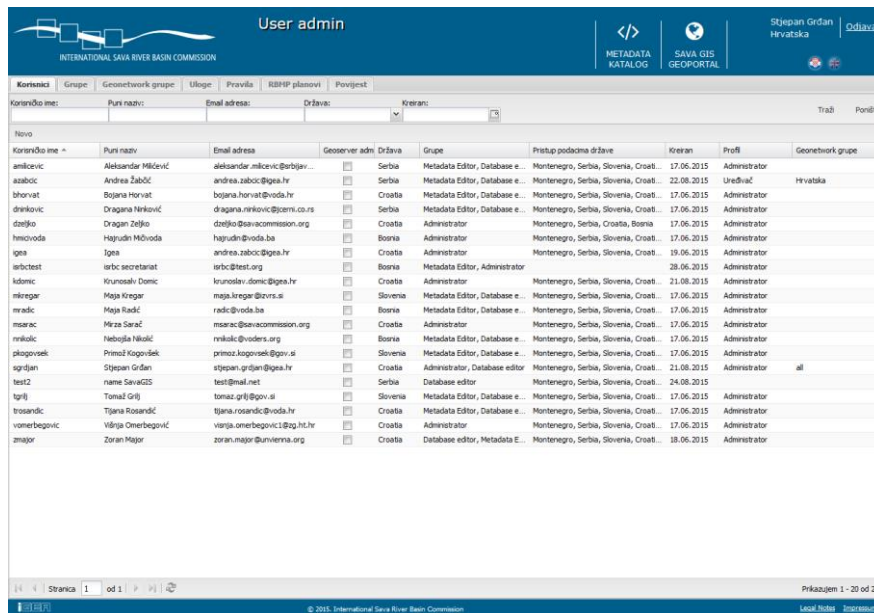 User admin
INTERNATIONAL SAVA RIVER BASIN COMMISSION
METADATA KATALOG
SAVA GIS GEOPORTAL
Stjepan Grđan
Hrvatska
Odjava
Korisnici Grupe Geonetwork grupe Uloge Pravila RBMP planovi Povijest
Korisničko ime: Puni naziv: Email adresa: Država: Kreiran:
Traži
Novo
Korisničko ime Puni naziv Email adresa Geoserver adm Država Grupe Pristup podacima države Kreiran Profil Geonetwork grupe
amilicevic Aleksandar Milićević aleksandar.milicevic@srbijav... Serbia Metadata Editor, Database e... Montenegro, Serbia, Slovenia, Croati... 17.06.2015 Administrator
azabcic Andrea Žabčić andrea.zabcic@igea.hr Serbia Metadata Editor, Database e... Montenegro, Serbia, Slovenia, Croati... 22.08.2015 Uređivač Hrvatska
bhorvat Bojana Horvat bojana.horvat@voda.hr Croatia Metadata Editor, Database e... Montenegro, Serbia, Slovenia, Croati... 17.06.2015 Administrator
dninkovic Dragana Ninković dragana.ninkovic@jcerni.co.rs Serbia Metadata Editor, Database e... Montenegro, Serbia, Slovenia, Croati... 17.06.2015 Administrator
dzeljko Dragan Zeljko dzeljko@savacommission.org Croatia Administrator Montenegro, Serbia, Croatia, Bosnia 17.06.2015 Administrator
hmicivoda Hajrudin Mičivoda hajrudin@voda.ba Bosnia Metadata Editor, Database e... Montenegro, Serbia, Slovenia, Croati... 17.06.2015 Administrator
igea Igea andrea.zabcic@igea.hr Croatia Administrator Montenegro, Serbia, Slovenia, Croati... 19.06.2015 Administrator
isrbctest isrbc secretariat isrbc@test.org Bosnia Metadata Editor, Administrator 28.06.2015 Administrator
kdomic Krunosalv Domic krunoslav.domic@igea.hr Croatia Administrator Montenegro, Serbia, Slovenia, Croati... 21.08.2015 Administrator
mkregar Maja Kregar maja.kregar@izvrs.si Slovenia Metadata Editor, Database e... Montenegro, Serbia, Slovenia, Croati... 17.06.2015 Administrator
mradic Maja Radić radic@voda.ba Bosnia Metadata Editor, Database e... Montenegro, Serbia, Slovenia, Croati... 17.06.2015 Administrator
msarac Mirza Sarač msarac@savacommission.org Croatia Administrator Montenegro, Serbia, Slovenia, Croati... 17.06.2015 Administrator
nnikolic Nebojša Nikolić nnikolic@voders.org Bosnia Metadata Editor, Database e... Montenegro, Serbia, Slovenia, Croati... 17.06.2015 Administrator
pkogovsek Primož Kogovšek primoz.kogovsek@gov.si Slovenia Metadata Editor, Database e... Montenegro, Serbia, Slovenia, Croati... 17.06.2015 Administrator
sgrdjan Stjepan Grđan stjepan.grdjan@igea.hr Croatia Administrator, Database editor Montenegro, Serbia, Slovenia, Croati... 21.08.2015 Administrator all
test2 name SavaGIS test@mail.net Serbia Database editor Montenegro, Serbia, Slovenia, Croati... 24.08.2015
tgrilj Tomaž Grilj tomaz.grilj@gov.si Slovenia Metadata Editor, Database e... Montenegro, Serbia, Slovenia, Croati... 17.06.2015 Administrator
trosandic Tijana Rosandić tijana.rosandic@voda.hr Croatia Metadata Editor, Database e... Montenegro, Serbia, Slovenia, Croati... 17.06.2015 Administrator
vomerbegovic Višnja Omerbegović visnja.omerbegovic1@zg.ht.hr Croatia Administrator Montenegro, Serbia, Slovenia, Croati... 17.06.2015 Administrator
zmajor Zoran Major zoran.major@unvienna.org Croatia Database editor, Metadata E... Montenegro, Serbia, Slovenia, Croati... 18.06.2015 Administrator
Stranica 1 od 1
Prikazujem 1 - 20 od
© 2015. International Sava River Basin Commission
Legal Notes